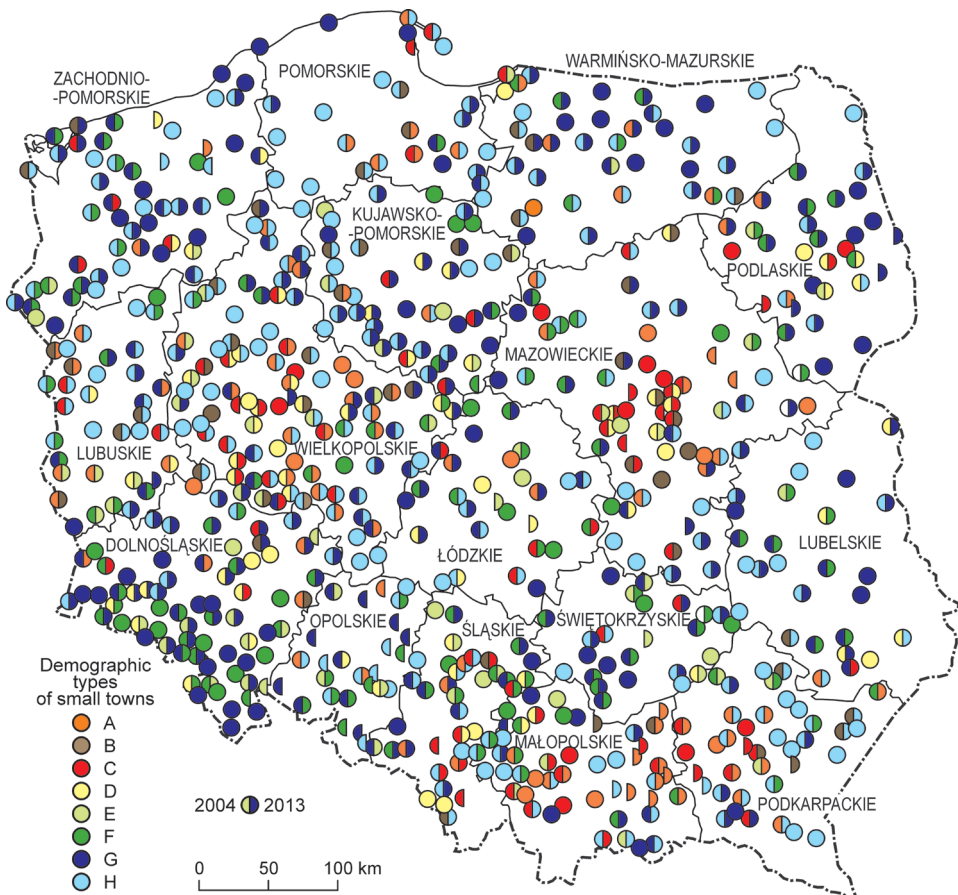 WARMIŃSKO-MAZURSKIE
ZACHODNIO-
-POMORSKIE
POMORSKIE
KUJAWSKO-
-POMORSKIE
PODLASKIE
MAZOWIECKIE
LUBUSKIE
WIELKOPOLSKIE
DOLNOŚLĄSKIE
ŁÓDZKIE
LUBELSKIE
OPOLSKIE
ŚLĄSKIE
ŚWIĘTOKRZYSKIE
MAŁOPOLSKIE
PODKARPACKIE
Demographic
types
of small towns
A
B
C
D
E
F
G
H
2004 2013
0 50 100 km